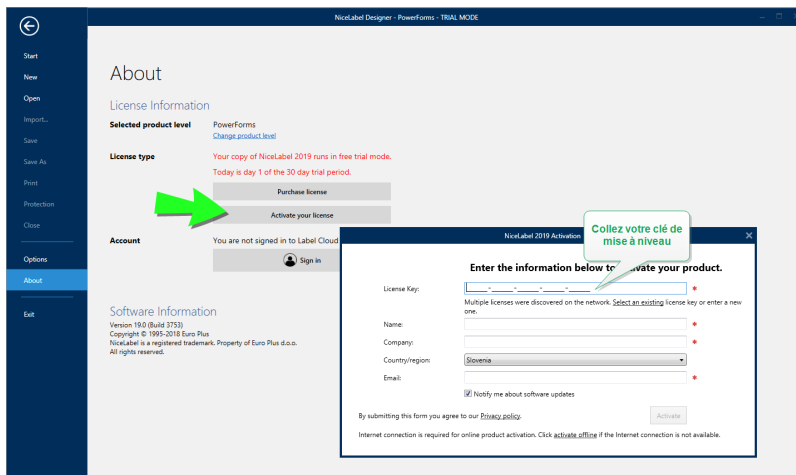 NiceLabel Designer - PowerForms - TRIAL MODE
Start
New
Open
Import...
Save
Save As
Print
Protection
Close
Options
About
Exit
About
License Information
Selected product level
PowerForms
Change product level
License type
Your copy of NiceLabel 2019 runs in free trial mode.
Today is day 1 of the 30 day trial period.
Purchase license
Activate your license
Account
You are not signed in to Label Cloud
Sign in
Software Information
Version 19.0 (Build 3753)
Copyright © 1995-2018 Euro Plus
NiceLabel is a registered trademark. Property of Euro Plus d.o.o.
All rights reserved.
NiceLabel 2019 Activation
Collez votre clé de
mise à niveau
Enter the information below to activate your product.
License Key:
_____-_____-_____-_____-_____
*
Multiple licenses were discovered on the network. Select an existing license key or enter a new
one.
Name:
*
Company:
*
Country/region:
Slovenia
Email:
*
Notify me about software updates
By submitting this form you agree to our Privacy policy.
Activate
Internet connection is required for online product activation. Click activate offline if the Internet connection is not available.